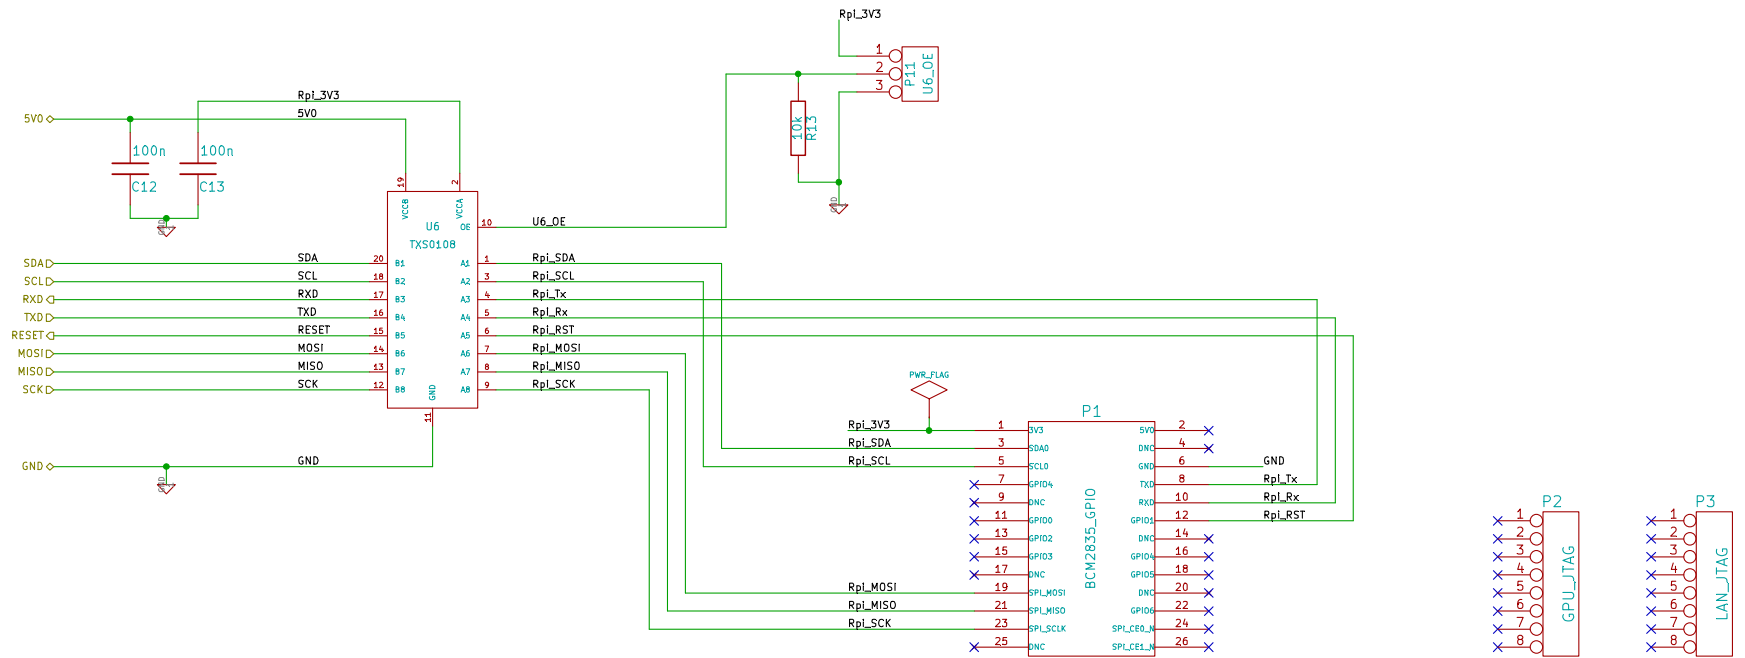 Rpi_3V3
1
2
3
P11
U6_OE
10k
R13
GND
Rpi_3V3
5V0
5V0
100n
C12
100n
C13
GND
19
2
VCCB
VCCA
U6
TXS0108
OE 10 U6_OE
SDA SDA 20 B1 A1 1 Rpi_SDA
SCL SCL 18 B2 A2 3 Rpi_SCL
RXD RXD 17 B3 A3 4 Rpi_Tx
TXD TXD 16 B4 A4 5 Rpi_Rx
RESET RESET 15 B5 A5 6 Rpi_RST
MOSI MOSI 14 B6 A6 7 Rpi_MOSI
MISO MISO 13 B7 A7 8 Rpi_MISO
SCK SCK 12 B8 A8 9 Rpi_SCK
GND
11
GND GND
GND
PWR_FLAG
P1
BCM2835_GPIO
Rpi_3V3 1 3V3 5V0 2
Rpi_SDA 3 SDA0 DNC 4
Rpi_SCL 5 SCL0 GND 6 GND
7 GPIO4 TXD 8 Rpi_Tx
9 DNC RXD 10 Rpi_Rx
11 GPIO0 GPIO1 12 Rpi_RST
13 GPIO2 DNC 14
15 GPIO3 GPIO4 16
17 DNC GPIO5 18
Rpi_MOSI 19 SPI_MOSI DNC 20
Rpi_MISO 21 SPI_MISO GPIO6 22
Rpi_SCK 23 SPI_SCLK SPI_CE0_N 24
25 DNC SPI_CE1_N 26
P2
1
2
3
4
5
6
7
8
GPU_JTAG
P3
1
2
3
4
5
6
7
8
LAN_JTAG